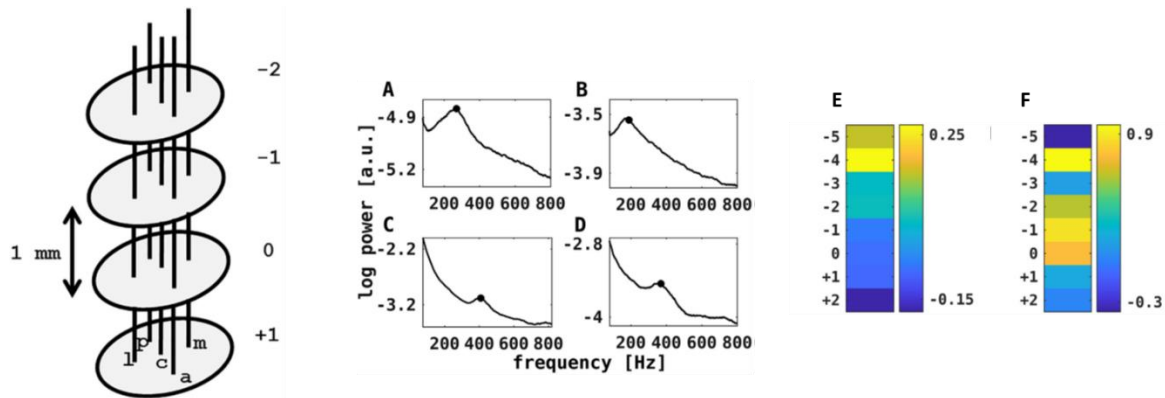 -2
-1
1 mm
0
+1
l p c a m
A
-4.9
-5.2
200 400 600 800
B
-3.5
-3.9
200 400 600 800
C
-2.2
-3.2
200 400 600 800
D
-2.8
-4
200 400 600 800
log power [a.u.]
frequency [Hz]
E
-5
-4
-3
-2
-1
0
+1
+2
0.25
-0.15
F
-5
-4
-3
-2
-1
0
+1
+2
0.9
-0.3